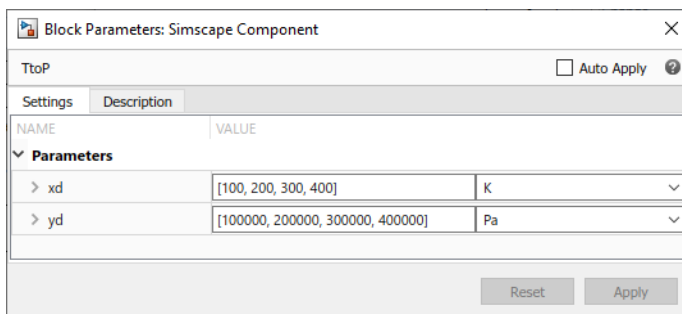 Block Parameters: Simscape Component
TtoP
Auto Apply
Settings Description
NAME VALUE
Parameters
xd [100, 200, 300, 400] K
yd [100000, 200000, 300000, 400000] Pa
Reset Apply